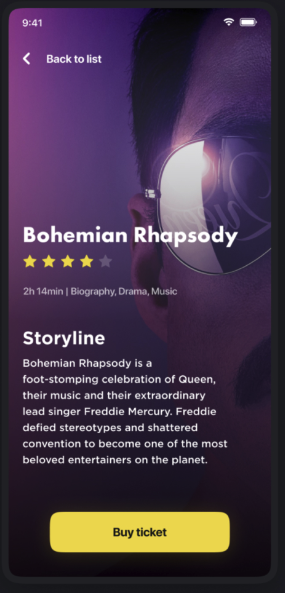 9:41
Back to list
Bohemian Rhapsody
2h 14min | Biography, Drama, Music
Storyline
Bohemian Rhapsody is a
foot-stomping celebration of Queen,
their music and their extraordinary
lead singer Freddie Mercury. Freddie
defied stereotypes and shattered
convention to become one of the most
beloved entertainers on the planet.
Buy ticket